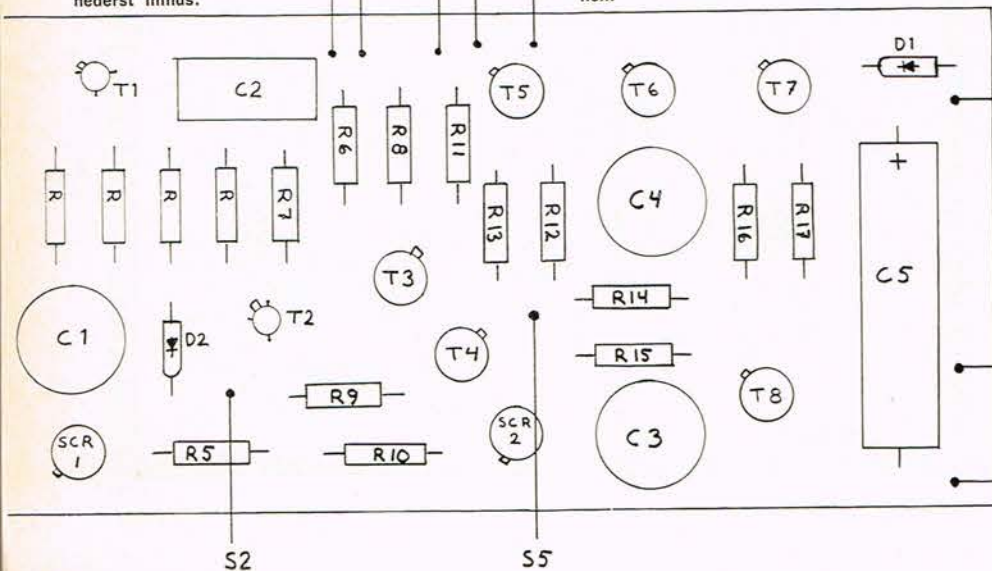 nederst minus.
D1
T1
C2
T5
T6
T7
R6
R8
R11
+
R
R
R
R
R7
R13
R12
C4
R16
R17
C5
T3
R14
C1
D2
T2
T4
R15
R9
T8
SCR
1
SCR
2
C3
R5
R10
S2
S5